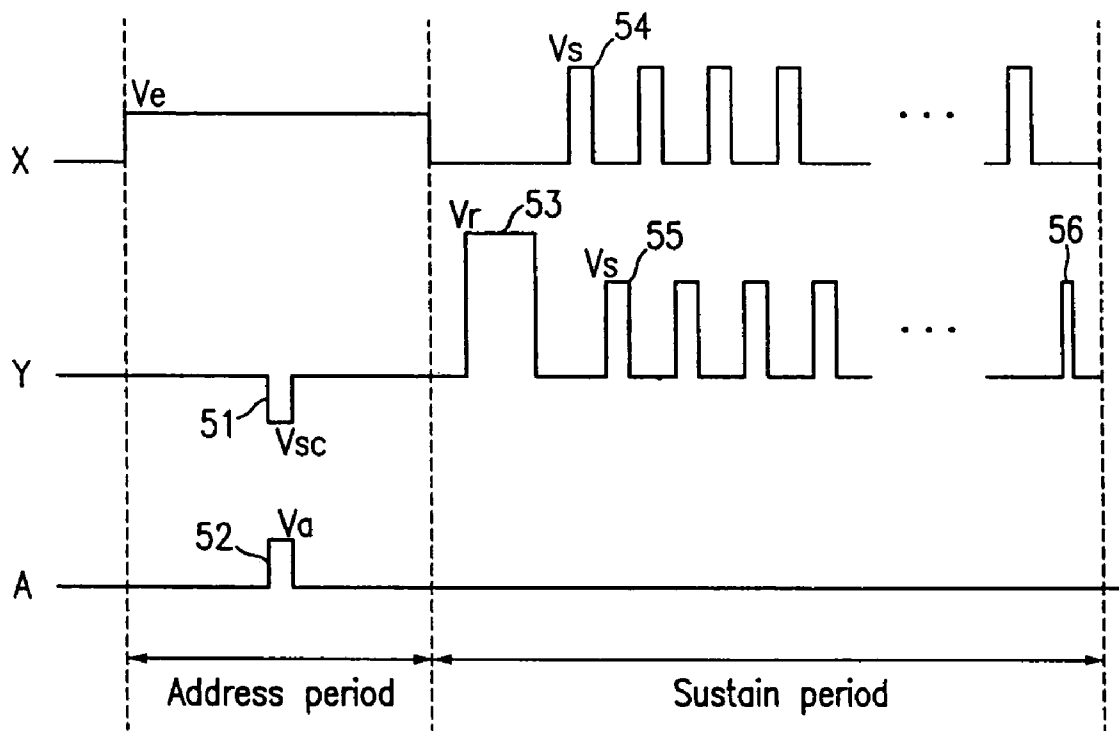 54
Vs
Ve
...
X
53
Vr
55
Vs
56
...
Y
51
Vsc
Va
52
A
Address period
Sustain period